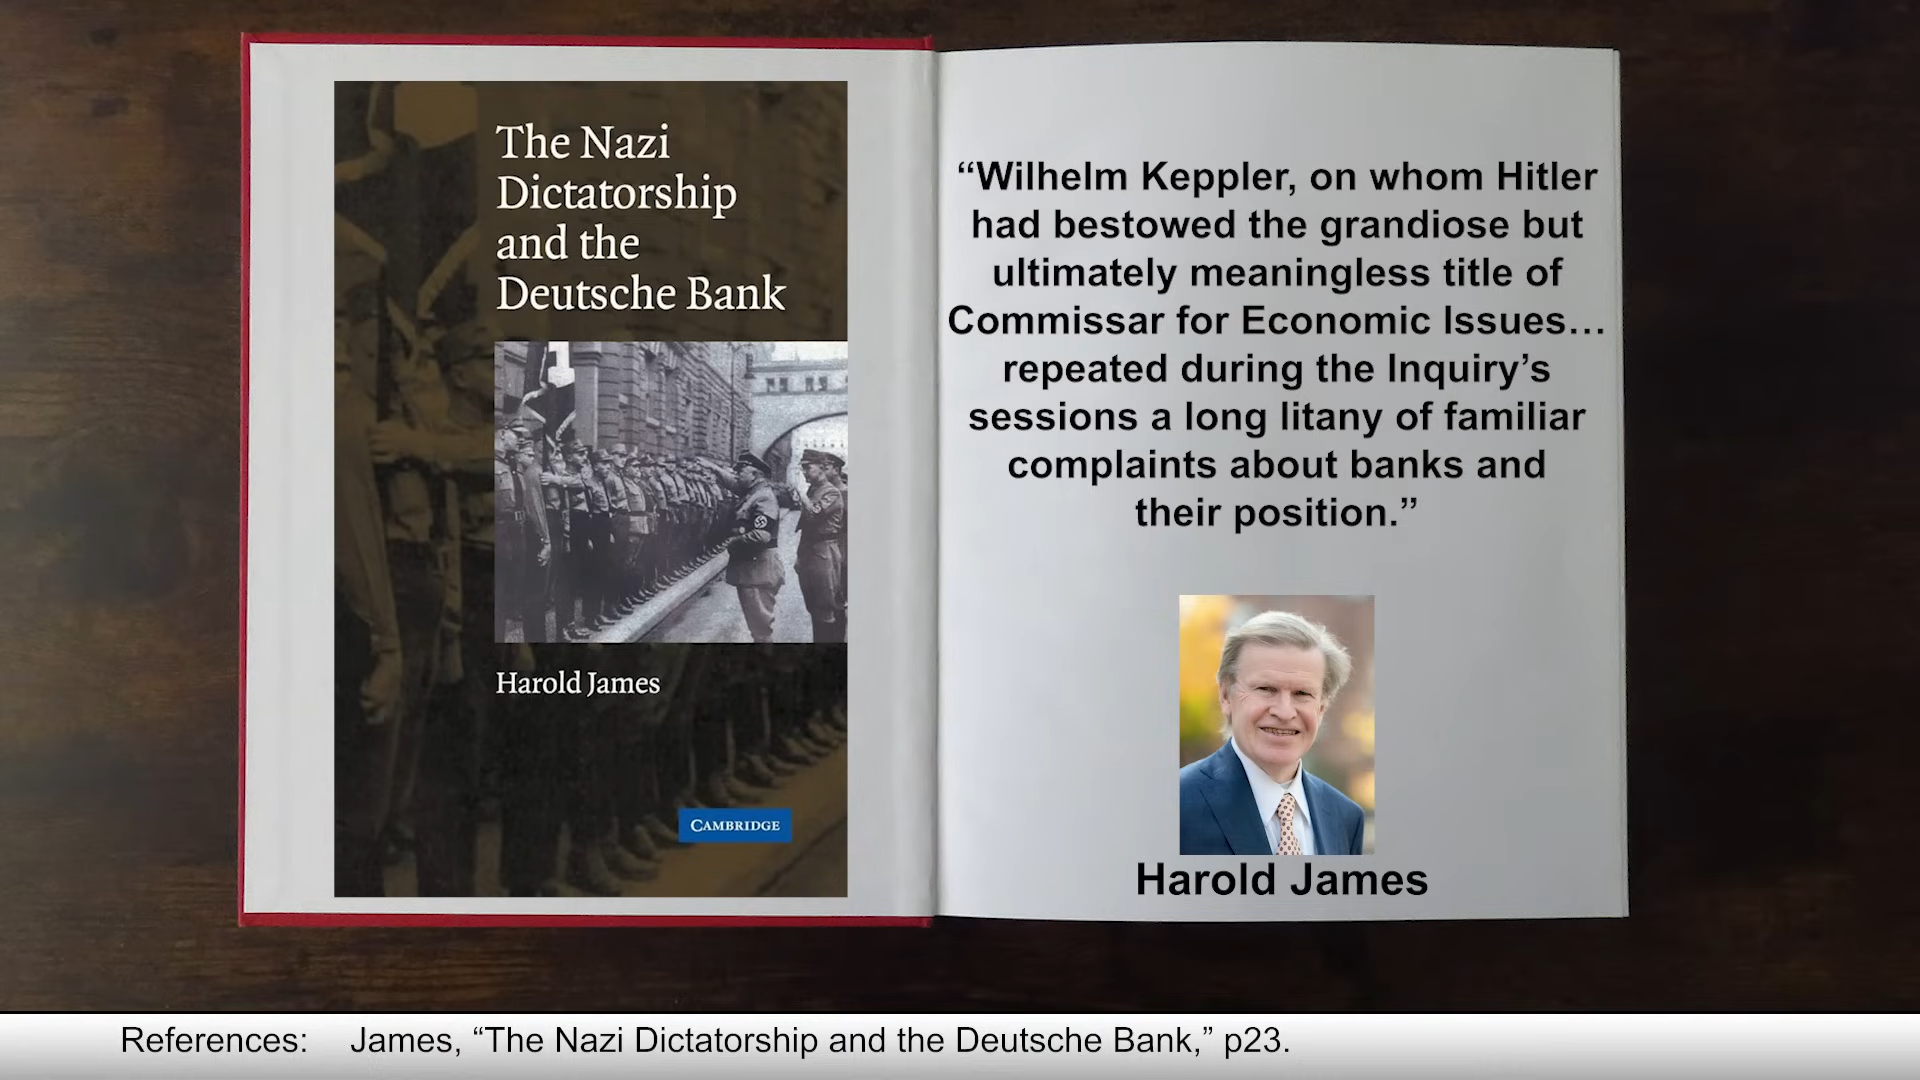 The Nazi
Dictatorship
and the
Deutsche Bank
Harold James
CAMBRIDGE
“Wilhelm Keppler, on whom Hitler
had bestowed the grandiose but
ultimately meaningless title of
Commissar for Economic Issues…
repeated during the Inquiry’s
sessions a long litany of familiar
complaints about banks and
their position.”
Harold James
References: James, “The Nazi Dictatorship and the Deutsche Bank,” p23.